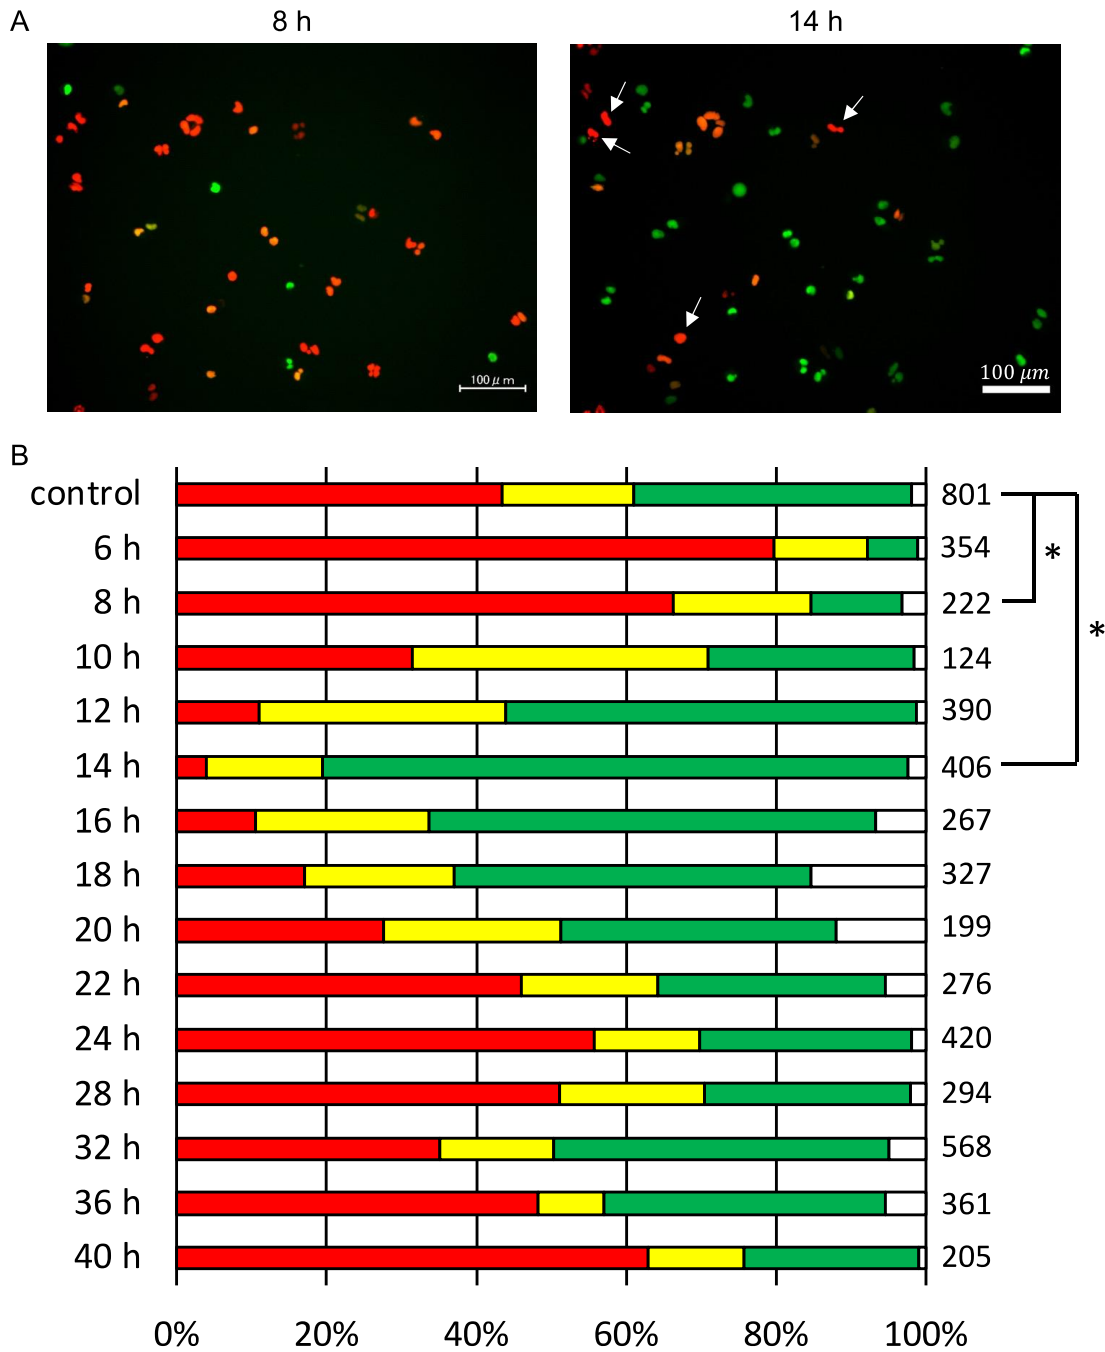 A
8 h
14 h
100 μ m
100 μm
B
control 801
6 h 354
*
8 h 222
*
10 h 124
12 h 390
14 h 406
16 h 267
18 h 327
20 h 199
22 h 276
24 h 420
28 h 294
32 h 568
36 h 361
40 h 205
0% 20% 40% 60% 80% 100%